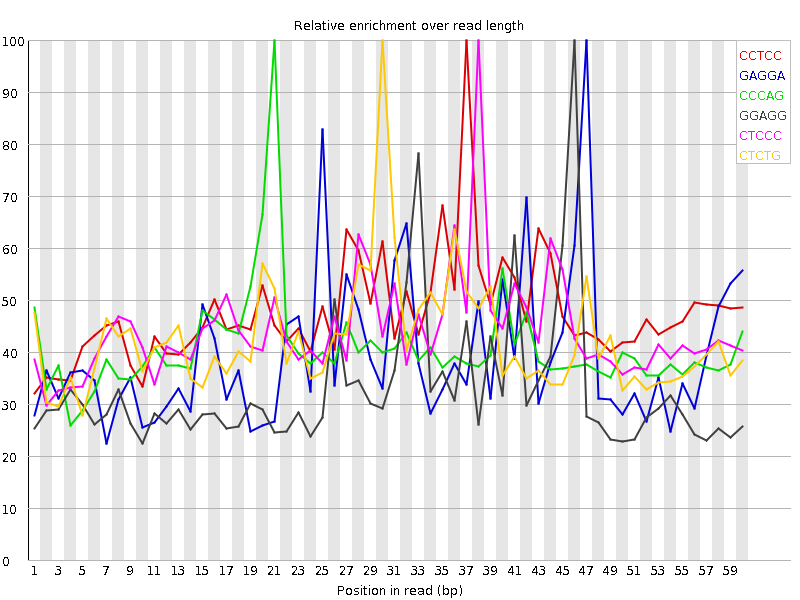 Relative enrichment over read length
100
90
80
70
60
50
40
30
20
10
0
CCTCC
GAGGA
CCCAG
GGAGG
CTCCC
CTCTG
1 3 5 7 9 11 13 15 17 19 21 23 25 27 29 31 33 35 37 39 41 43 45 47 49 51 53 55 57 59
Position in read (bp)